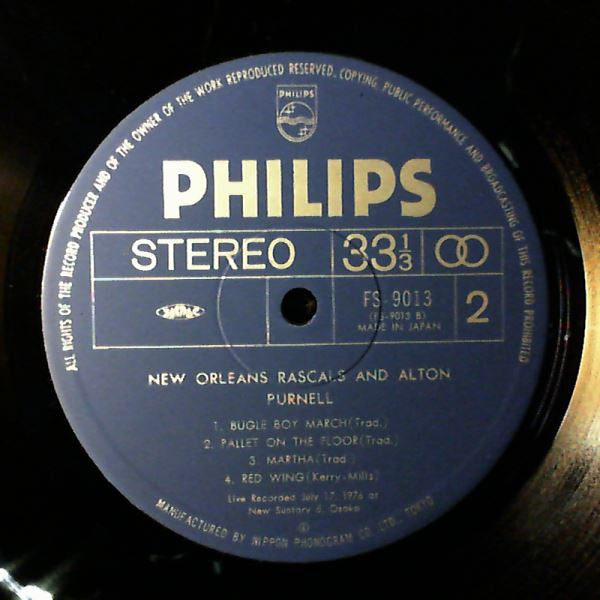 ALL RIGHTS OF THE RECORD PRODUCER AND OF THE OWNER OF THE WORK REPRODUCED RESERVED. COPYING, PUBLIC PERFORMANCE AND BROADCASTING OF THIS RECORD PROHIBITED
PHILIPS
PHILIPS
STEREO 33 1/3
FS-9013 2
(FS-9013 B)
MADE IN JAPAN
NEW ORLEANS RASCALS AND ALTON
PURNELL
1. BUGLE BOY MARCH(Trad.)
2. PALLET ON THE FLOOR(Trad.)
3. MARTHA(Trad.)
4. RED WING(Kerry-Mills)
Live Recorded July 17, 1976 at
New Suntory 5, Osaka
Ⓟ
MANUFACTURED BY NIPPON PHONOGRAM CO., LTD., TOKYO